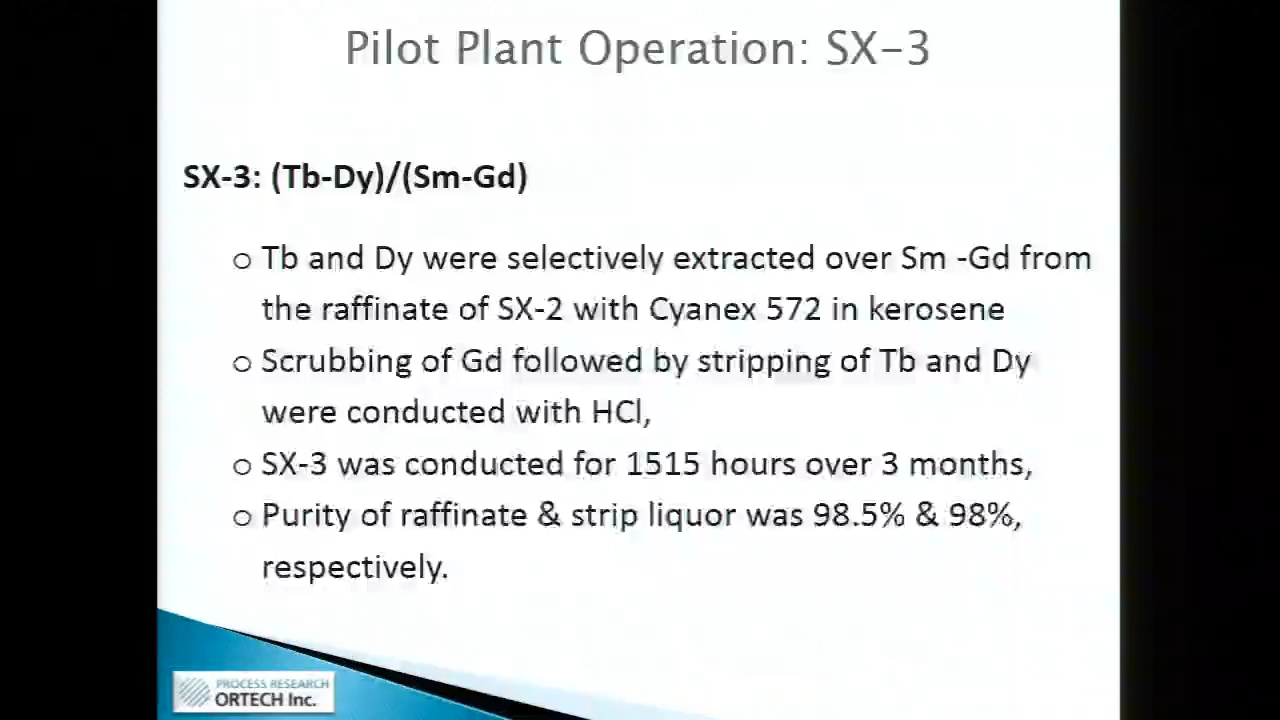 Pilot Plant Operation: SX-3
SX-3: (Tb-Dy)/(Sm-Gd)
o Tb and Dy were selectively extracted over Sm -Gd from
the raffinate of SX-2 with Cyanex 572 in kerosene
o Scrubbing of Gd followed by stripping of Tb and Dy
were conducted with HCl,
o SX-3 was conducted for 1515 hours over 3 months,
o Purity of raffinate & strip liquor was 98.5% & 98%,
respectively.
PROCESS RESEARCH
ORTECH Inc.